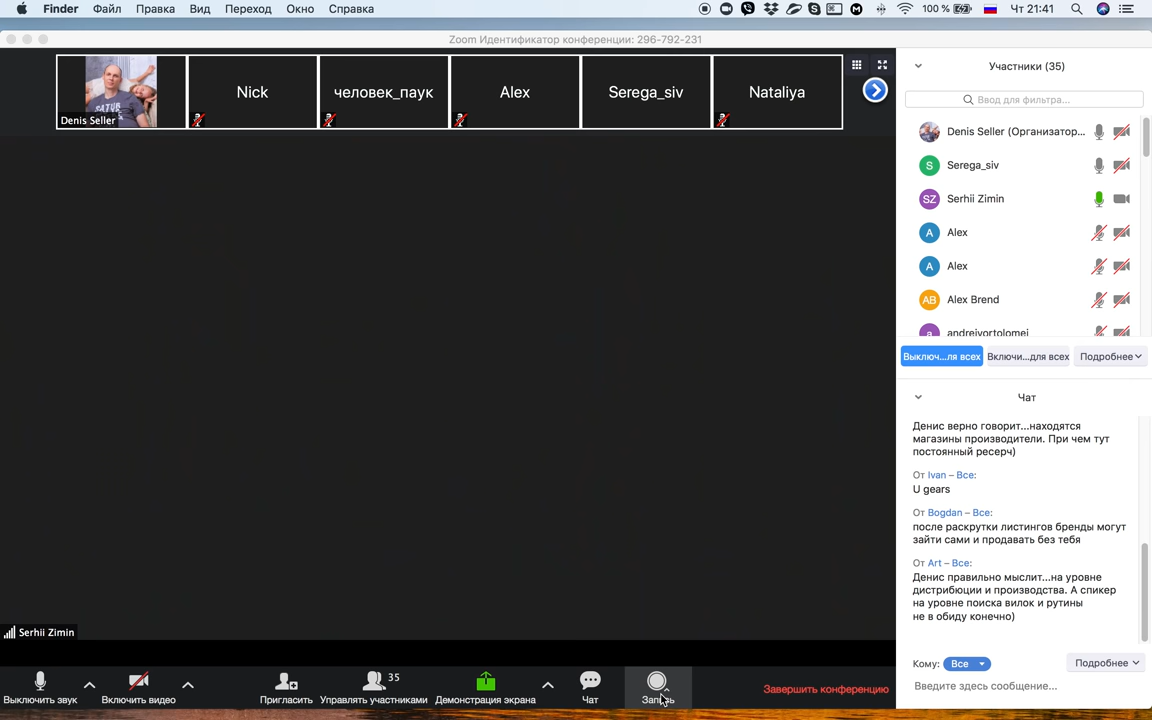 Finder Файл Правка Вид Переход Окно Справка 100 % Чт 21:41
Zoom Идентификатор конференции: 296-792-231
Denis Seller
Nick
человек_паук
Alex
Serega_siv
Nataliya
Serhii Zimin
Выключить звук
Включить видео
Пригласить
35
Управлять участниками
Демонстрация экрана
Чат
Запись
Завершить конференцию
Участники (35)
Ввод для фильтра...
Denis Seller (Организатор...
S Serega_siv
SZ Serhii Zimin
A Alex
A Alex
AB Alex Brend
a andreivortolomei
Выключ...ля всех Включи...для всех Подробнее
Чат
Денис верно говорит...находятся
магазины производители. При чем тут
постоянный ресерч)
От Ivan – Все:
U gears
От Bogdan – Все:
после раскрутки листингов бренды могут
зайти сами и продавать без тебя
От Art – Все:
Денис правильно мыслит...на уровне
дистрибюции и производства. А спикер
на уровне поиска вилок и рутины
не в обиду конечно)
Кому: Все Подробнее
Введите здесь сообщение...